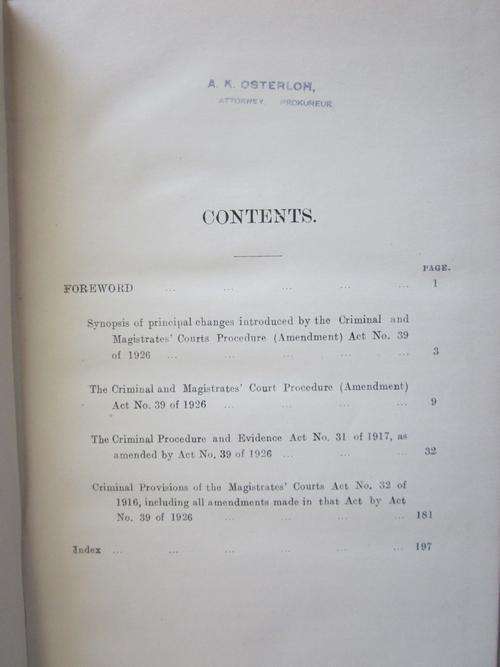 A. K. OSTERLOH,
ATTORNEY. PROKUREUR
CONTENTS.
PAGE.
FOREWORD ... ... ... ... ... 1
Synopsis of principal changes introduced by the Criminal and
Magistrates' Courts Procedure (Amendment) Act No. 39
of 1926 ... ... ... ... ... 3
The Criminal and Magistrates' Court Procedure (Amendment)
Act No. 39 of 1926 ... ... ... ... 9
The Criminal Procedure and Evidence Act No. 31 of 1917, as
amended by Act No. 39 of 1926 ... ... ... 32
Criminal Provisions of the Magistrates' Courts Act No. 32 of
1916, including all amendments made in that Act by Act
No. 39 of 1926 ... ... ... ... 181
Index ... ... ... ... ... ... 197